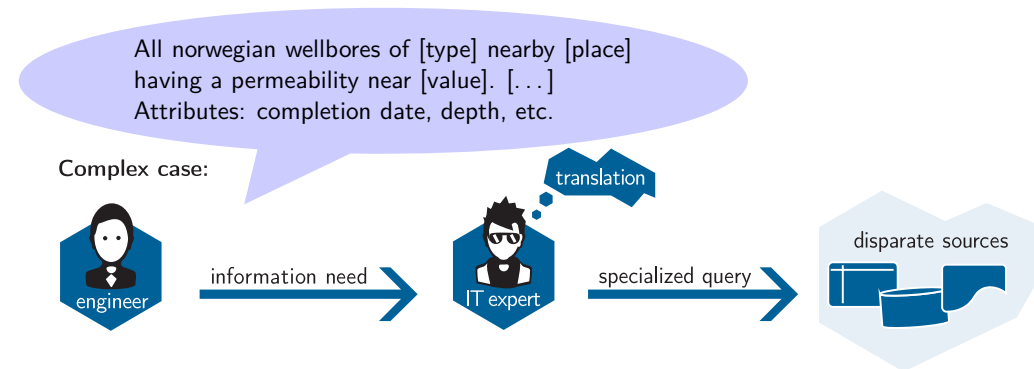 All norwegian wellbores of [type] nearby [place]
having a permeability near [value]. [...]
Attributes: completion date, depth, etc.
Complex case:
translation
disparate sources
information need
specialized query
engineer
IT expert